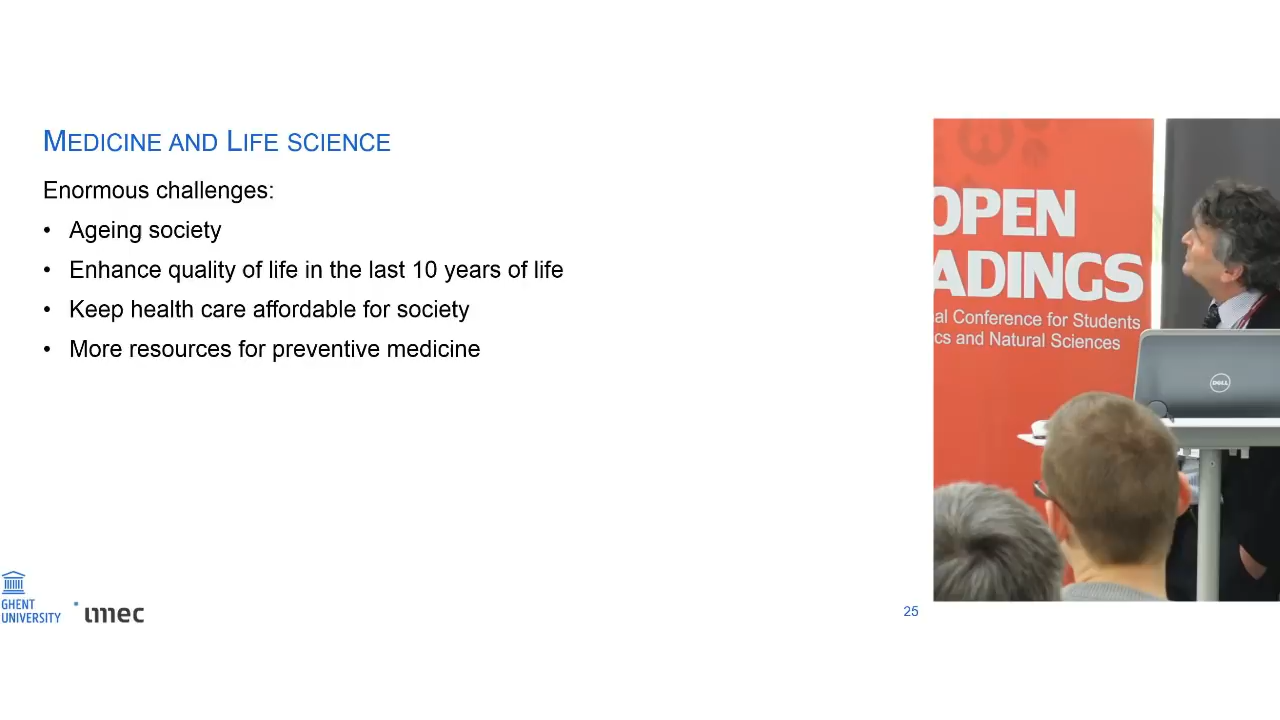 MEDICINE AND LIFE SCIENCE
Enormous challenges:
• Ageing society
• Enhance quality of life in the last 10 years of life
• Keep health care affordable for society
• More resources for preventive medicine
GHENT
UNIVERSITY
imec
25
OPEN
ADINGS
al Conference for Students
cs and Natural Sciences
DELL